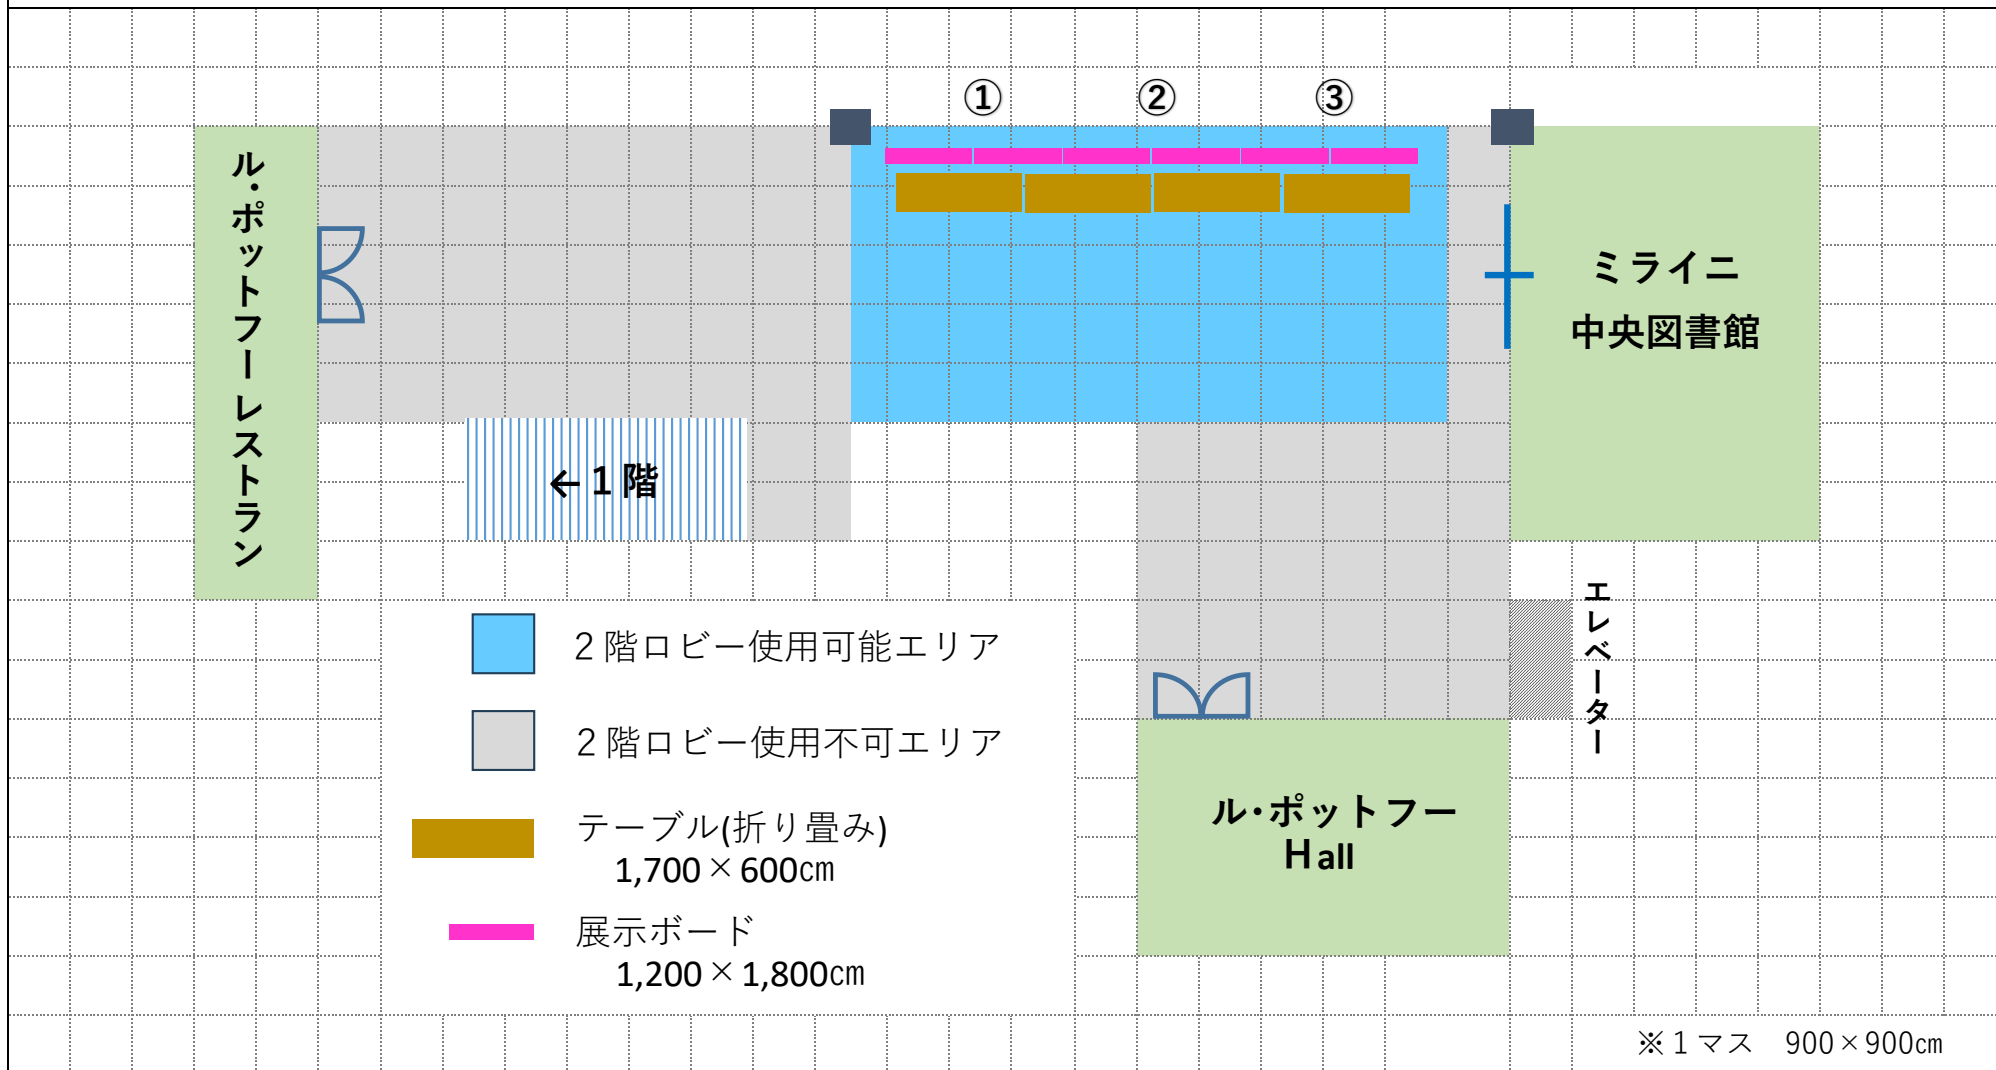 ① ② ③
ル・ポットフー レストラン
ミライニ
中央図書館
←１階
エレベーター
２階ロビー使用可能エリア
２階ロビー使用不可エリア
テーブル(折り畳み)
1,700×600㎝
展示ボード
1,200×1,800㎝
ル・ポットフー
Hall
※１マス　900×900㎝